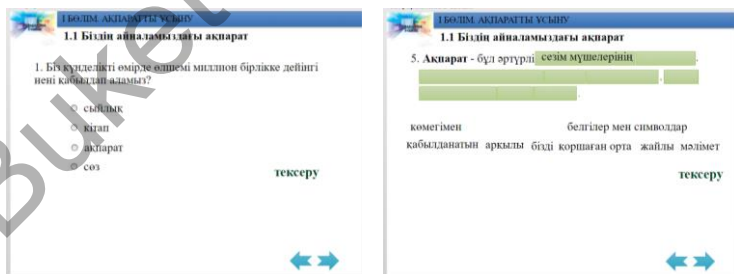 І БӨЛІМ. АҚПАРАТТЫ ҰСЫНУ
1.1 Біздің айналамыздағы ақпарат
1. Біз күнделікті өмірде өлшемі миллион бірлікке дейінгі
нені қабылдап аламыз?
сыйлық
кітап
ақпарат
сөз
тексеру
І БӨЛІМ. АҚПАРАТТЫ ҰСЫНУ
1.1 Біздің айналамыздағы ақпарат
5. Ақпарат - бұл әртүрлі сезім мүшелерінің .
,
.
көмегімен белгілер мен символдар
қабылданатын арқылы бізді қоршаған орта жайлы мәлімет
тексеру
Buket